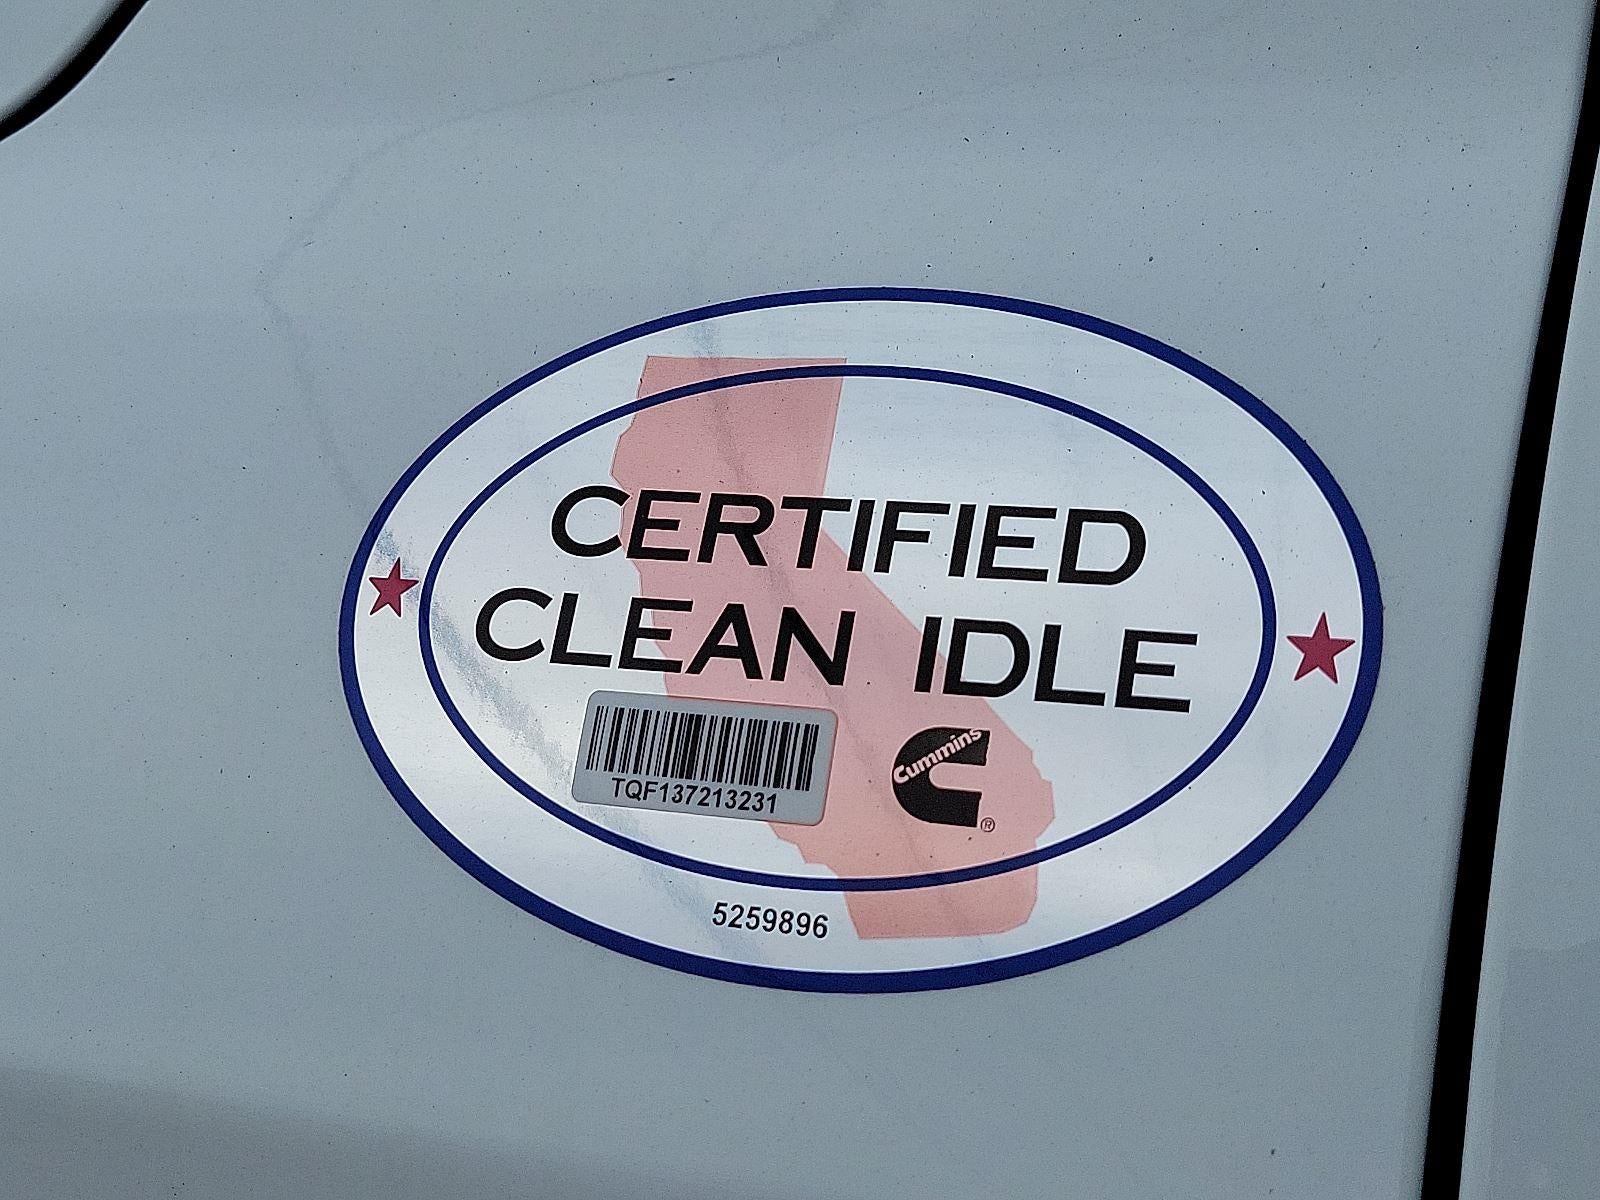 CERTIFIED
CLEAN IDLE
TQF137213231
Cummins
®
5259896